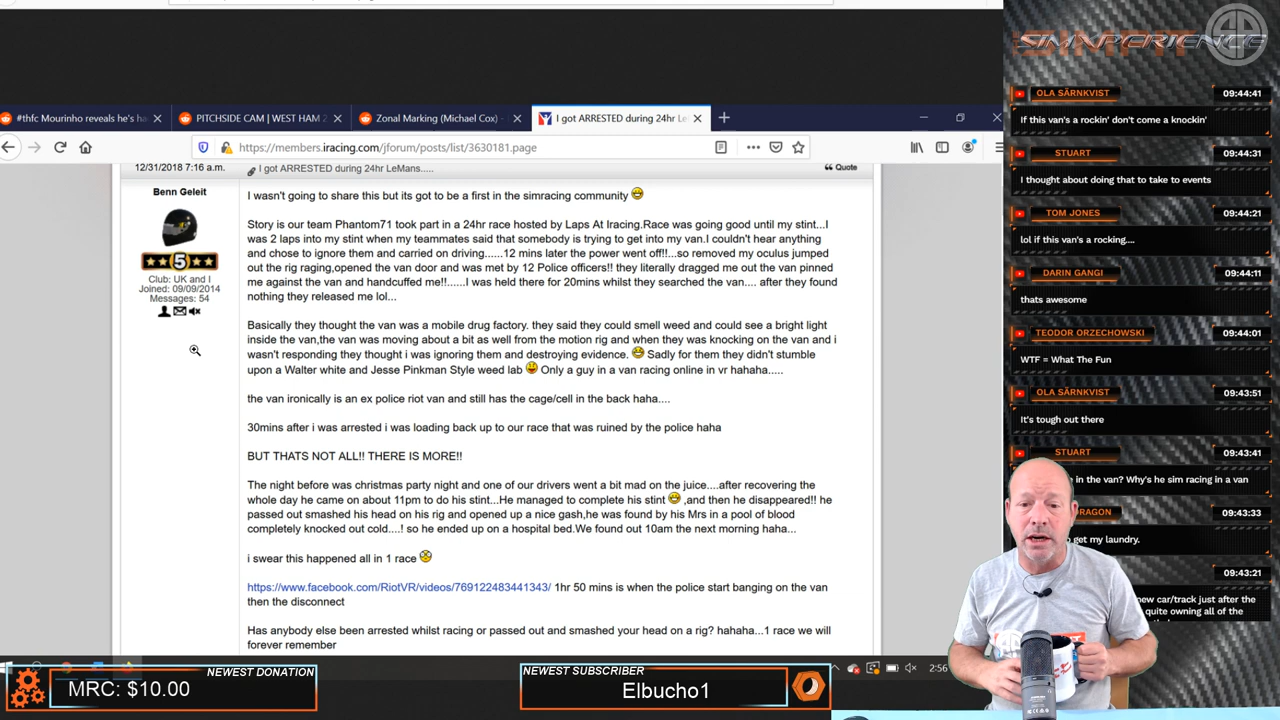 #thfc Mourinho reveals he's ha
PITCHSIDE CAM | WEST HAM 2
Zonal Marking (Michael Cox) -
I got ARRESTED during 24hr Le
https://members.iracing.com/jforum/posts/list/3630181.page
12/31/2018 7:16 a.m.
I got ARRESTED during 24hr LeMans.....
Quote
Benn Geleit
5
Club: UK and I
Joined: 09/09/2014
Messages: 54
I wasn't going to share this but its got to be a first in the simracing community
Story is our team Phantom71 took part in a 24hr race hosted by Laps At Iracing.Race was going good until my stint...I
was 2 laps into my stint when my teammates said that somebody is trying to get into my van.I couldn't hear anything
and chose to ignore them and carried on driving......12 mins later the power went off!!...so removed my oculus jumped
out the rig raging,opened the van door and was met by 12 Police officers!! they literally dragged me out the van pinned
me against the van and handcuffed me!!......I was held there for 20mins whilst they searched the van.... after they found
nothing they released me lol...
Basically they thought the van was a mobile drug factory. they said they could smell weed and could see a bright light
inside the van,the van was moving about a bit as well from the motion rig and when they was knocking on the van and i
wasn't responding they thought i was ignoring them and destroying evidence. Sadly for them they didn't stumble
upon a Walter white and Jesse Pinkman Style weed lab Only a guy in a van racing online in vr hahaha.....
the van ironically is an ex police riot van and still has the cage/cell in the back haha....
30mins after i was arrested i was loading back up to our race that was ruined by the police haha
BUT THATS NOT ALL!! THERE IS MORE!!
The night before was christmas party night and one of our drivers went a bit mad on the juice....after recovering the
whole day he came on about 11pm to do his stint...He managed to complete his stint ,and then he disappeared!! he
passed out smashed his head on his rig and opened up a nice gash,he was found by his Mrs in a pool of blood
completely knocked out cold....! so he ended up on a hospital bed.We found out 10am the next morning haha...
i swear this happened all in 1 race
https://www.facebook.com/RiotVR/videos/769122483441343/ 1hr 50 mins is when the police start banging on the van
then the disconnect
Has anybody else been arrested whilst racing or passed out and smashed your head on a rig? hahaha...1 race we will
forever remember
2:56
SIMXPERIENCE
OLA SÄRNKVIST 09:44:41
If this van's a rockin' don't come a knockin'
STUART 09:44:31
I thought about doing that to take to events
TOM JONES 09:44:21
lol if this van's a rocking....
DARIN GANGI 09:44:11
thats awesome
TEODOR ORZECHOWSKI 09:44:01
WTF = What The Fun
OLA SÄRNKVIST 09:43:51
It's tough out there
STUART 09:43:41
in the van? Why's he sim racing in a van
DRAGON 09:43:33
get my laundry.
09:43:21
new car/track just after the
quite owning all of the
NEWEST DONATION
MRC: $10.00
NEWEST SUBSCRIBER
Elbucho1